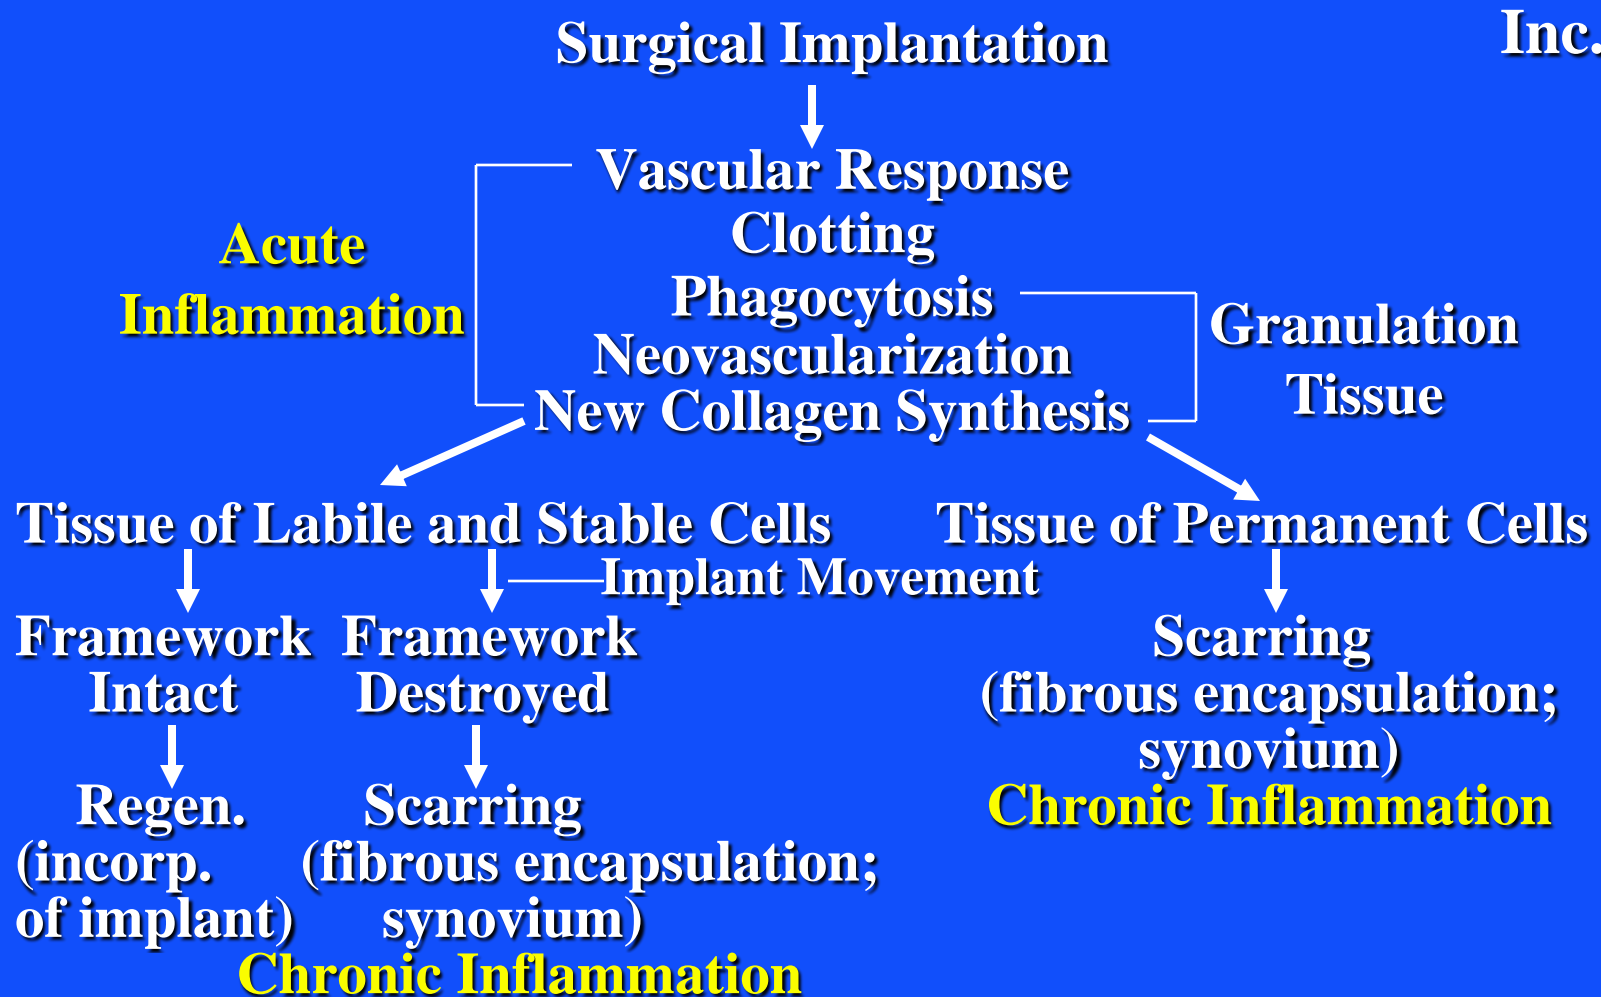 Inc.
Surgical Implantation
Vascular Response
Clotting
Acute
Inflammation
Phagocytosis
Neovascularization
New Collagen Synthesis
Granulation
Tissue
Tissue of Labile and Stable Cells
Tissue of Permanent Cells
Implant Movement
Framework
Intact
Framework
Destroyed
Scarring
(fibrous encapsulation;
synovium)
Chronic Inflammation
Regen.
(incorp.
of implant)
Scarring
(fibrous encapsulation;
synovium)
Chronic Inflammation